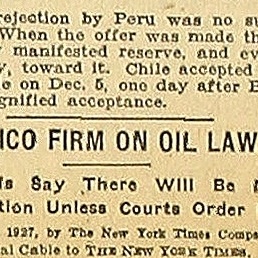 rejection by Peru was no su
When the offer was made th
manifested reserve, and ev
y, toward it. Chile accepted
e on Dec. 5, one day after B
gnified acceptance.
ICO FIRM ON OIL LAW
s Say There Will Be
tion Unless Courts Order
1927, by The New York Times Compa
al Cable to THE NEW YORK TIMES.